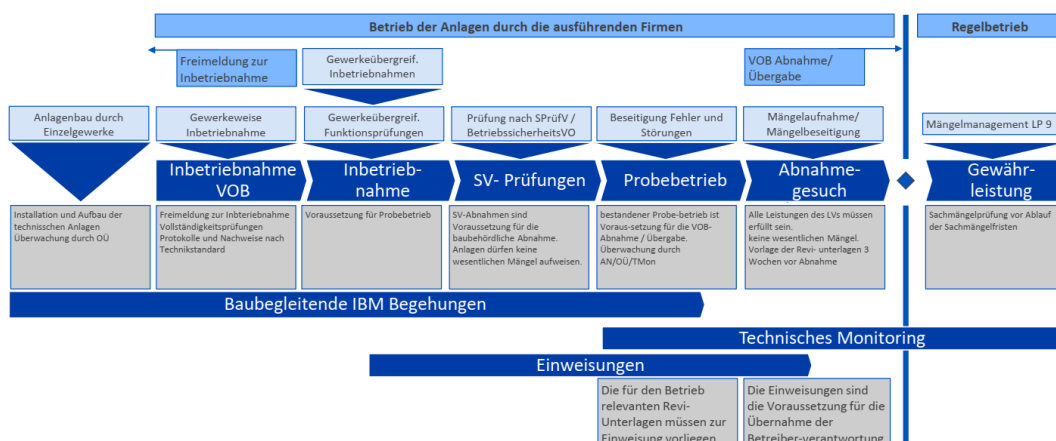 Betrieb der Anlagen durch die ausführenden Firmen
Regelbetrieb
Freimeldung zur
Inbetriebnahme
Gewerkeübergreif.
Inbetriebnahmen
VOB Abnahme/
Übergabe
Anlagenbau durch
Einzelgewerke
Gewerkeweise
Inbetriebnahme
Gewerkeübergreif.
Funktionsprüfungen
Prüfung nach SPrüfV /
BetriebssicherheitsVO
Beseitigung Fehler und
Störungen
Mängelaufnahme/
Mängelbeseitigung
Mängelmanagement LP 9
Inbetriebnahme
VOB
Inbetrieb-
nahme
SV- Prüfungen
Probebetrieb
Abnahme-
gesuch
Gewähr-
leistung
Installation und Aufbau der
technisschen Anlagen
Überwachung durch OÜ
Freimeldung zur Inbteriebnahme
Vollständigkeitsprüfungen
Protokolle und Nachweise nach
Technikstandard
Voraussetzung für Probebetrieb
SV-Abnahmen sind
Voraussetzung für die
baubehördliche Abnahme.
Anlagen dürfen keine
wesentlichen Mängel aufweisen.
bestandener Probe-betrieb ist
Voraus-setzung für die VOB-
Abnahme / Übergabe.
Überwachung durch
AN/OÜ/TMon
Alle Leistungen des LVs müssen
erfüllt sein.
keine wesentlichen Mängel.
Vorlage der Revi- unterlagen 3
Wochen vor Abnahme
Sachmängelprüfung vor Ablauf
der Sachmängelfristen
Baubegleitende IBM Begehungen
Technisches Monitoring
Einweisungen
Die für den Betrieb
relevanten Revi-
Unterlagen müssen zur
Einweisung vorliegen
Die Einweisungen sind
die Voraussetzung für die
Übernahme der
Betreiber-verantwortung